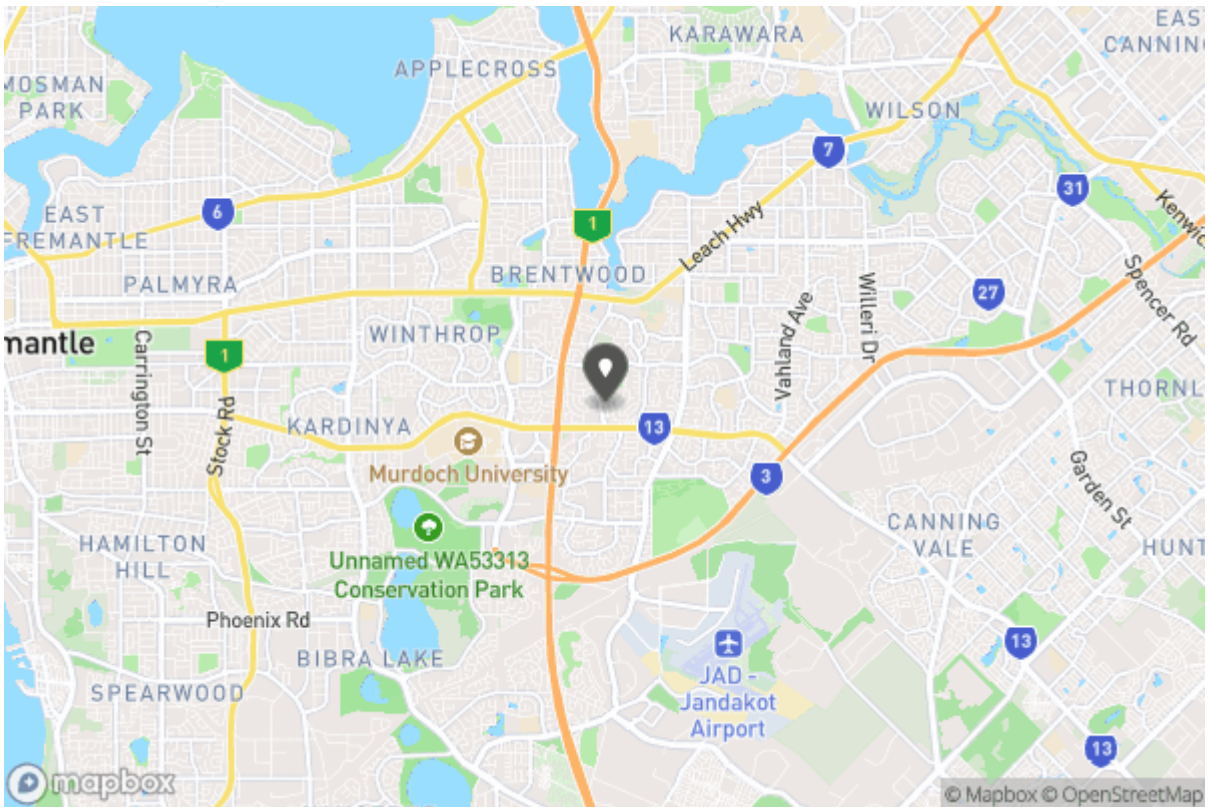 KARAWARA
EAS
CANNING
APPLECROSS
MOSMAN
PARK
WILSON
7
31
6
EAST
FREMANTLE
1
Kenwic
Leach Hwy
BRENTWOOD
PALMYRA
27
Willeri Dr
Spencer Rd
Vahland Ave
mantle
WINTHROP
1
Carrington St
THORNL
KARDINYA
13
Stock Rd
Murdoch University
3
Garden St
CANNING
VALE
HAMILTON
HILL
HUNT
Unnamed WA53313
Conservation Park
Phoenix Rd
13
BIBRA LAKE
JAD -
Jandakot
Airport
SPEARWOOD
13
mapbox
© Mapbox © OpenStreetMap